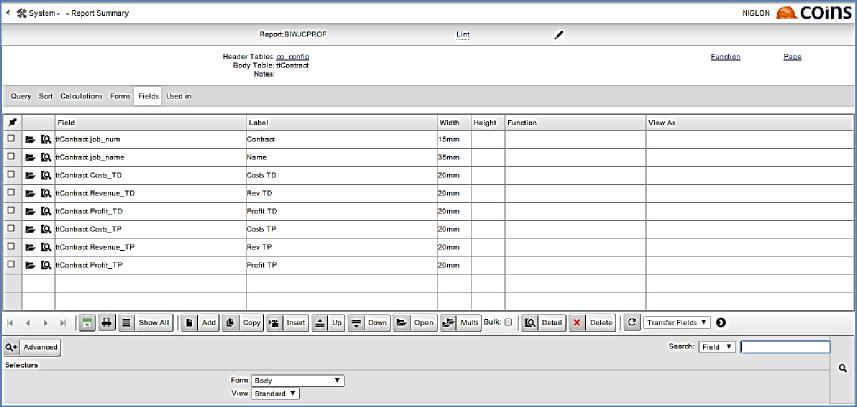 System - - Report Summary
NIGLON COINS
Report:BIWJCPROF Lint
Header Tables: co_config Function Page
Body Table: ttContract
Notes:
Query Sort Calculations Forms Fields Used in
Field Label Width Height Function View As
ttContract.job_num Contract 15mm
ttContract.job_name Name 35mm
ttContract.Costs_TD Costs TD 20mm
ttContract.Revenue_TD Rev TD 20mm
ttContract.Profit_TD Profit TD 20mm
ttContract.Costs_TP Costs TP 20mm
ttContract.Revenue_TP Rev TP 20mm
ttContract.Profit_TP Profit TP 20mm
Show All Add Copy Insert Up Down Open Multi Bulk: Detail Delete Transfer Fields
Advanced Search: Field
Selectors
Form: Body
View: Standard